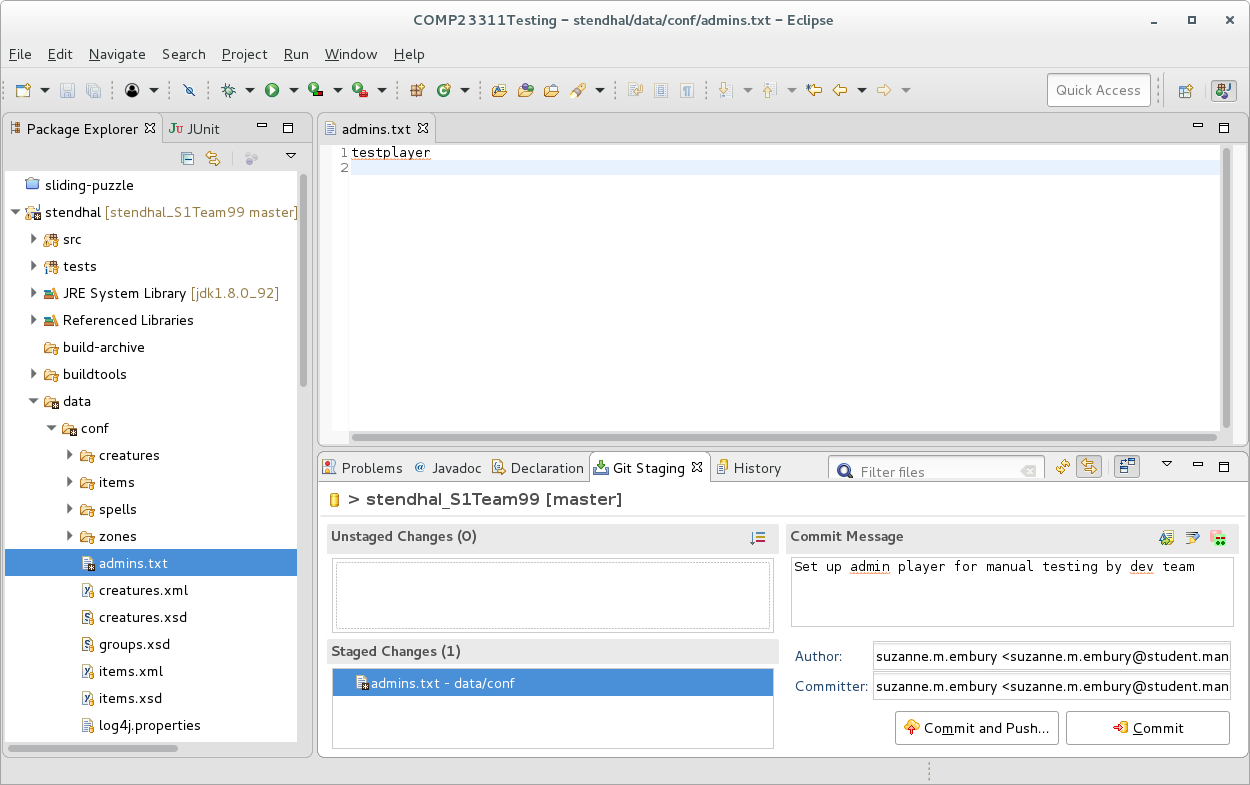 COMP23311Testing – stendhal/data/conf/admins.txt – Eclipse
File Edit Navigate Search Project Run Window Help
Quick Access
Package Explorer
JUnit
sliding-puzzle
stendhal [stendhal_S1Team99 master]
src
tests
JRE System Library [jdk1.8.0_92]
Referenced Libraries
build-archive
buildtools
data
conf
creatures
items
spells
zones
admins.txt
creatures.xml
creatures.xsd
groups.xsd
items.xml
items.xsd
log4j.properties
admins.txt
1 testplayer
2
Problems @ Javadoc Declaration Git Staging History
Filter files
> stendhal_S1Team99 [master]
Unstaged Changes (0)
Staged Changes (1)
admins.txt - data/conf
Commit Message
Set up admin player for manual testing by dev team
Author: suzanne.m.embury <suzanne.m.embury@student.man
Committer: suzanne.m.embury <suzanne.m.embury@student.man
Commit and Push...
Commit